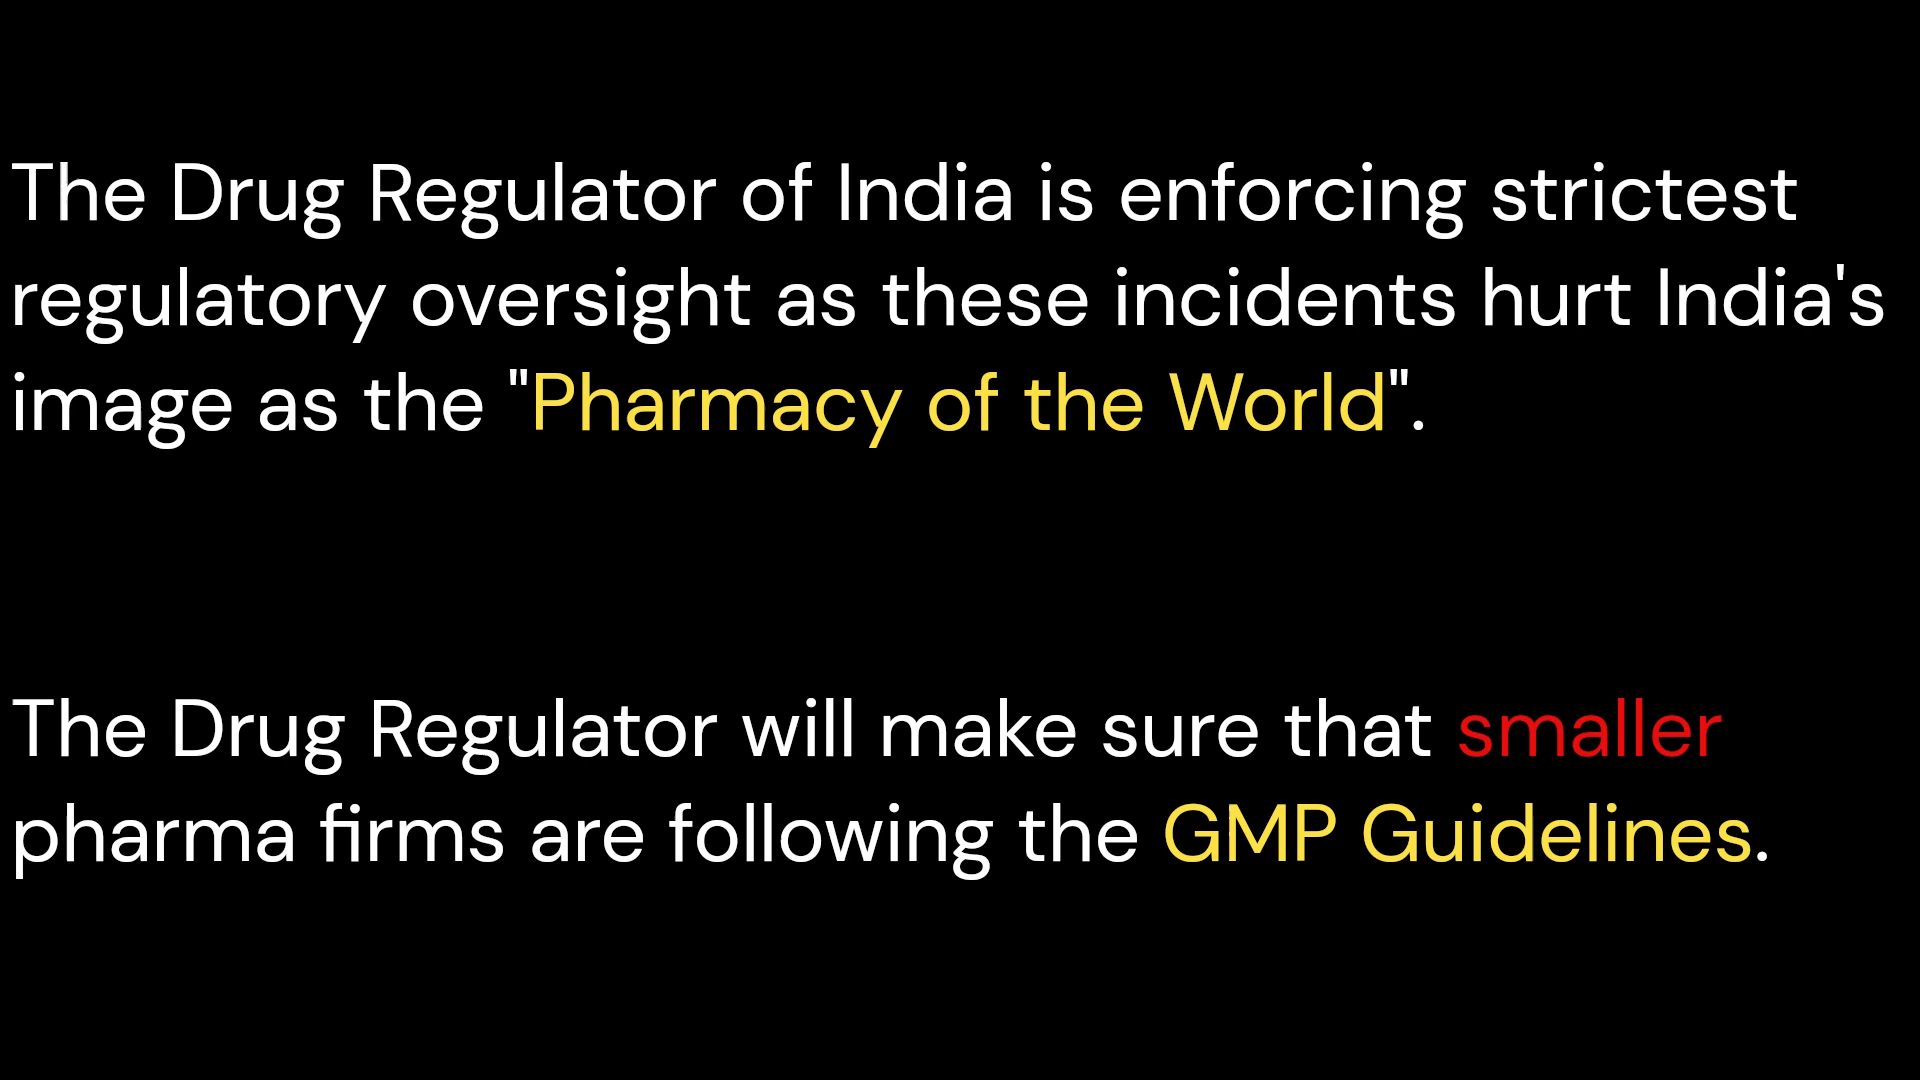 The Drug Regulator of India is enforcing strictest
regulatory oversight as these incidents hurt India's
image as the "Pharmacy of the World".
The Drug Regulator will make sure that smaller
pharma firms are following the GMP Guidelines.